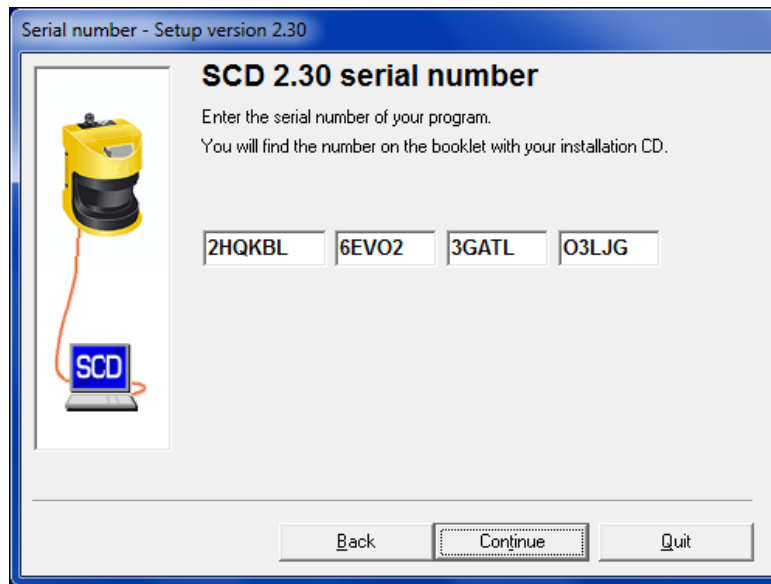 Serial number - Setup version 2.30
SCD 2.30 serial number
Enter the serial number of your program.
You will find the number on the booklet with your installation CD.
2HQKBL 6EVO2 3GATL O3LJG
SCD
Back Continue Quit